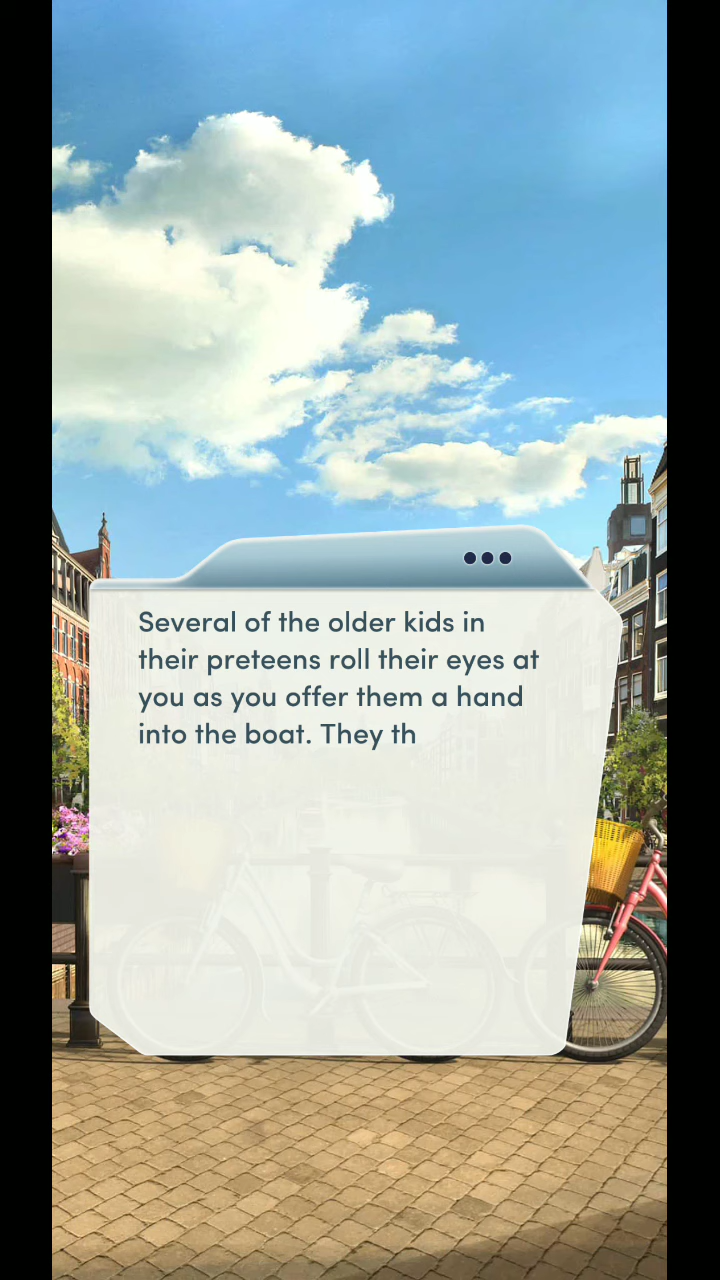 Several of the older kids in
their preteens roll their eyes at
you as you offer them a hand
into the boat. They th